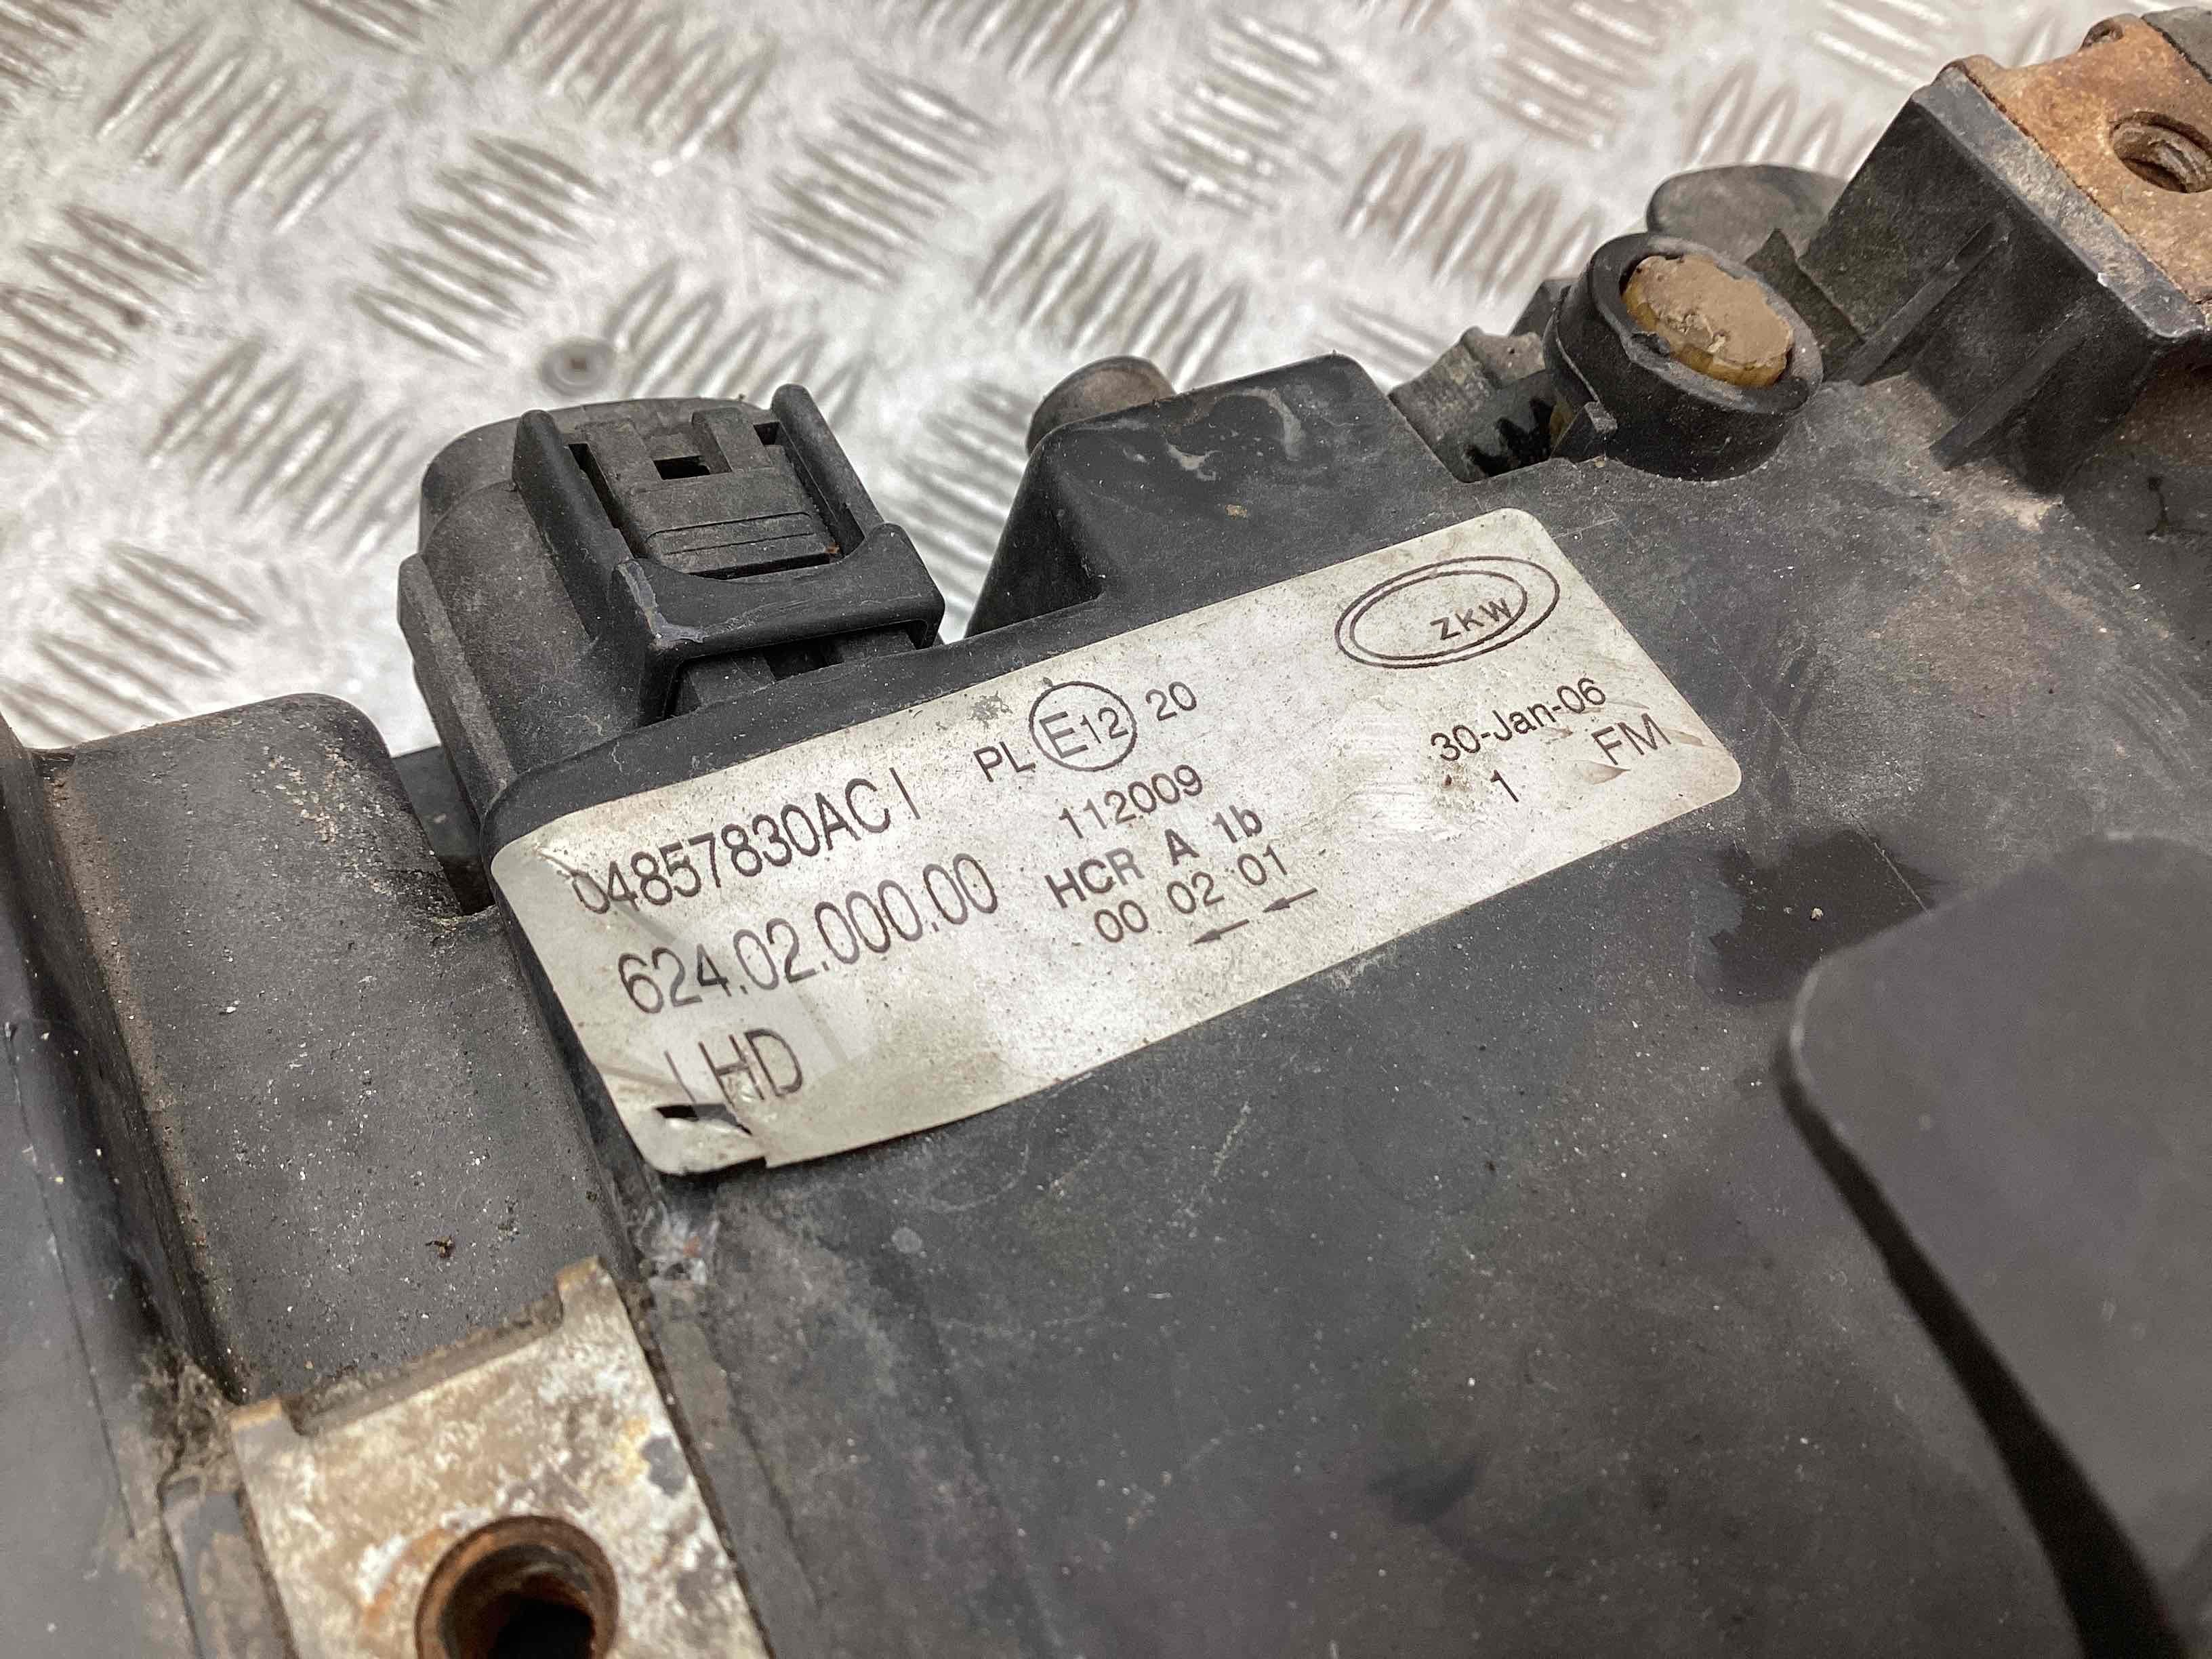 04857830AC I
624.02.000.00
LHD
PL E12 20
112009
HCR A 1b
00 02 01
← ←
ZKW
30-Jan-06
1 FM